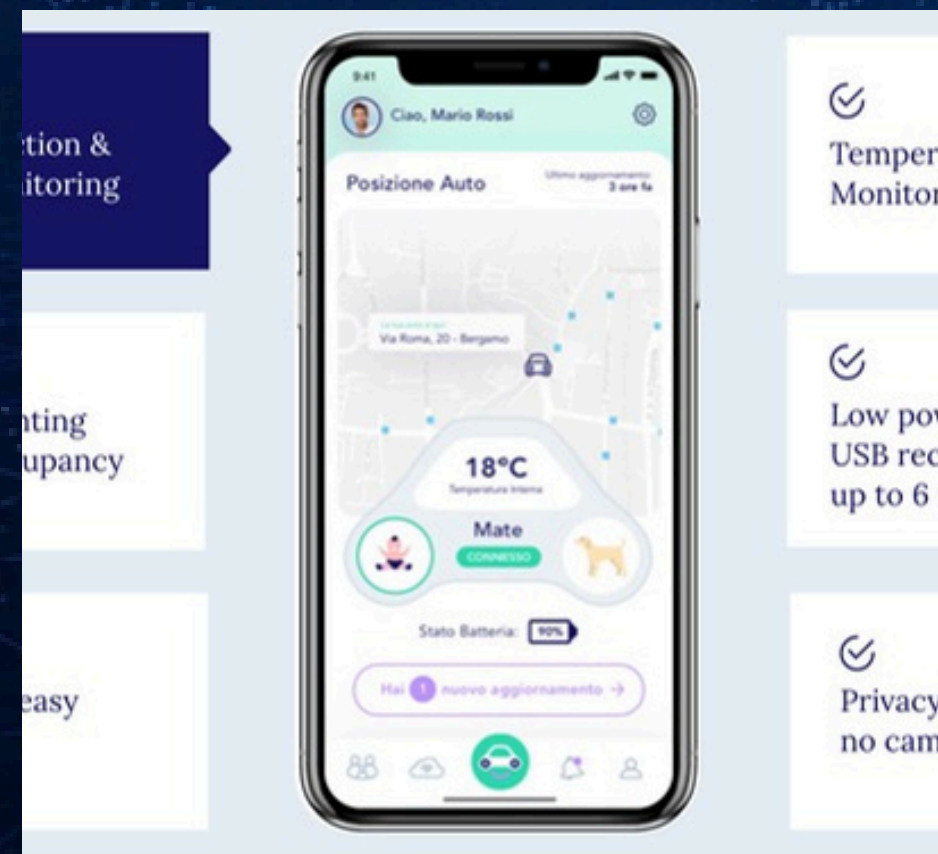 ction &
itoring
nting
upancy
easy
9:41
Ciao, Mario Rossi
Posizione Auto
Ultimo aggiornamento
3 ore fa
Via Roma, 20 - Bergamo
18°C
Temperatura Interna
Mate
CONNESSO
Stato Batteria: 90%
Hai 1 nuovo aggiornamento →
Temper
Monitor
Low pow
USB rec
up to 6
Privacy
no cam